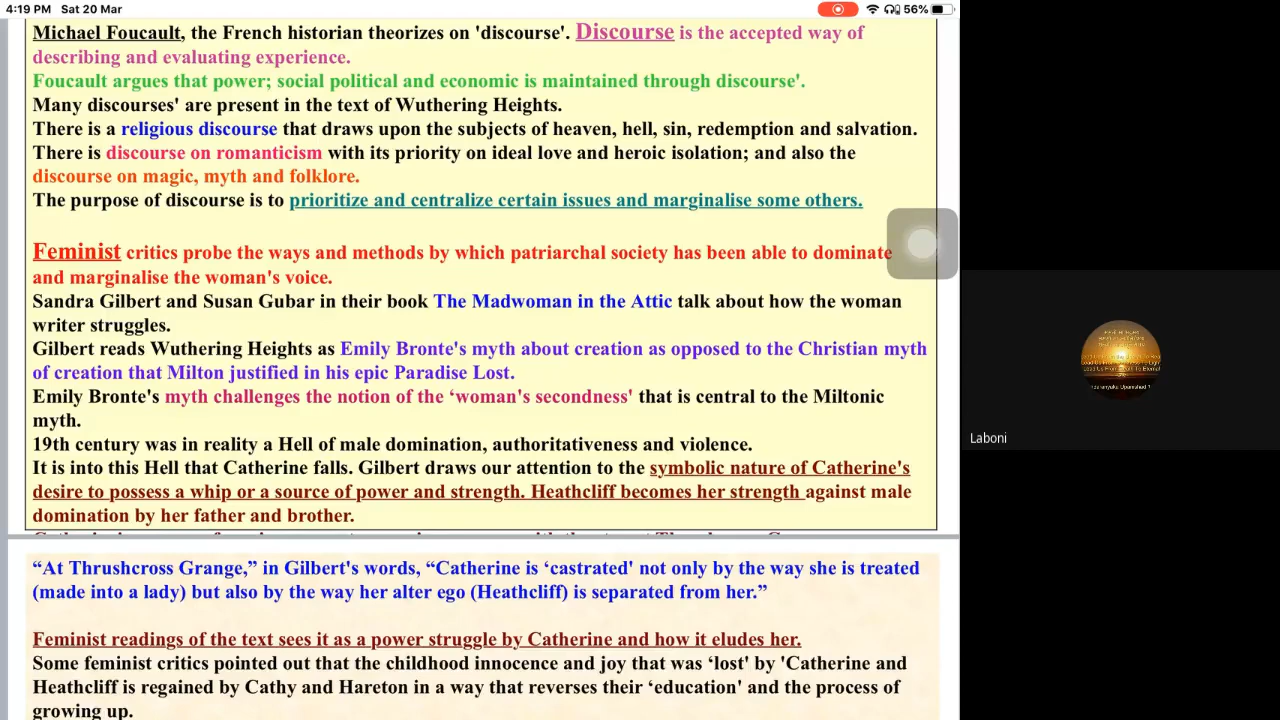 4:19 PM Sat 20 Mar
56%
Michael Foucault, the French historian theorizes on 'discourse'. Discourse is the accepted way of
describing and evaluating experience.
Foucault argues that power; social political and economic is maintained through discourse'.
Many discourses' are present in the text of Wuthering Heights.
There is a religious discourse that draws upon the subjects of heaven, hell, sin, redemption and salvation.
There is discourse on romanticism with its priority on ideal love and heroic isolation; and also the
discourse on magic, myth and folklore.
The purpose of discourse is to prioritize and centralize certain issues and marginalise some others.
Feminist critics probe the ways and methods by which patriarchal society has been able to dominate
and marginalise the woman's voice.
Sandra Gilbert and Susan Gubar in their book The Madwoman in the Attic talk about how the woman
writer struggles.
Gilbert reads Wuthering Heights as Emily Bronte's myth about creation as opposed to the Christian myth
of creation that Milton justified in his epic Paradise Lost.
Emily Bronte's myth challenges the notion of the ‘woman's secondness' that is central to the Miltonic
myth.
19th century was in reality a Hell of male domination, authoritativeness and violence.
It is into this Hell that Catherine falls. Gilbert draws our attention to the symbolic nature of Catherine's
desire to possess a whip or a source of power and strength. Heathcliff becomes her strength against male
domination by her father and brother.
“At Thrushcross Grange,” in Gilbert's words, “Catherine is ‘castrated' not only by the way she is treated
(made into a lady) but also by the way her alter ego (Heathcliff) is separated from her.”
Feminist readings of the text sees it as a power struggle by Catherine and how it eludes her.
Some feminist critics pointed out that the childhood innocence and joy that was ‘lost' by 'Catherine and
Heathcliff is regained by Cathy and Hareton in a way that reverses their ‘education' and the process of
growing up.
Laboni